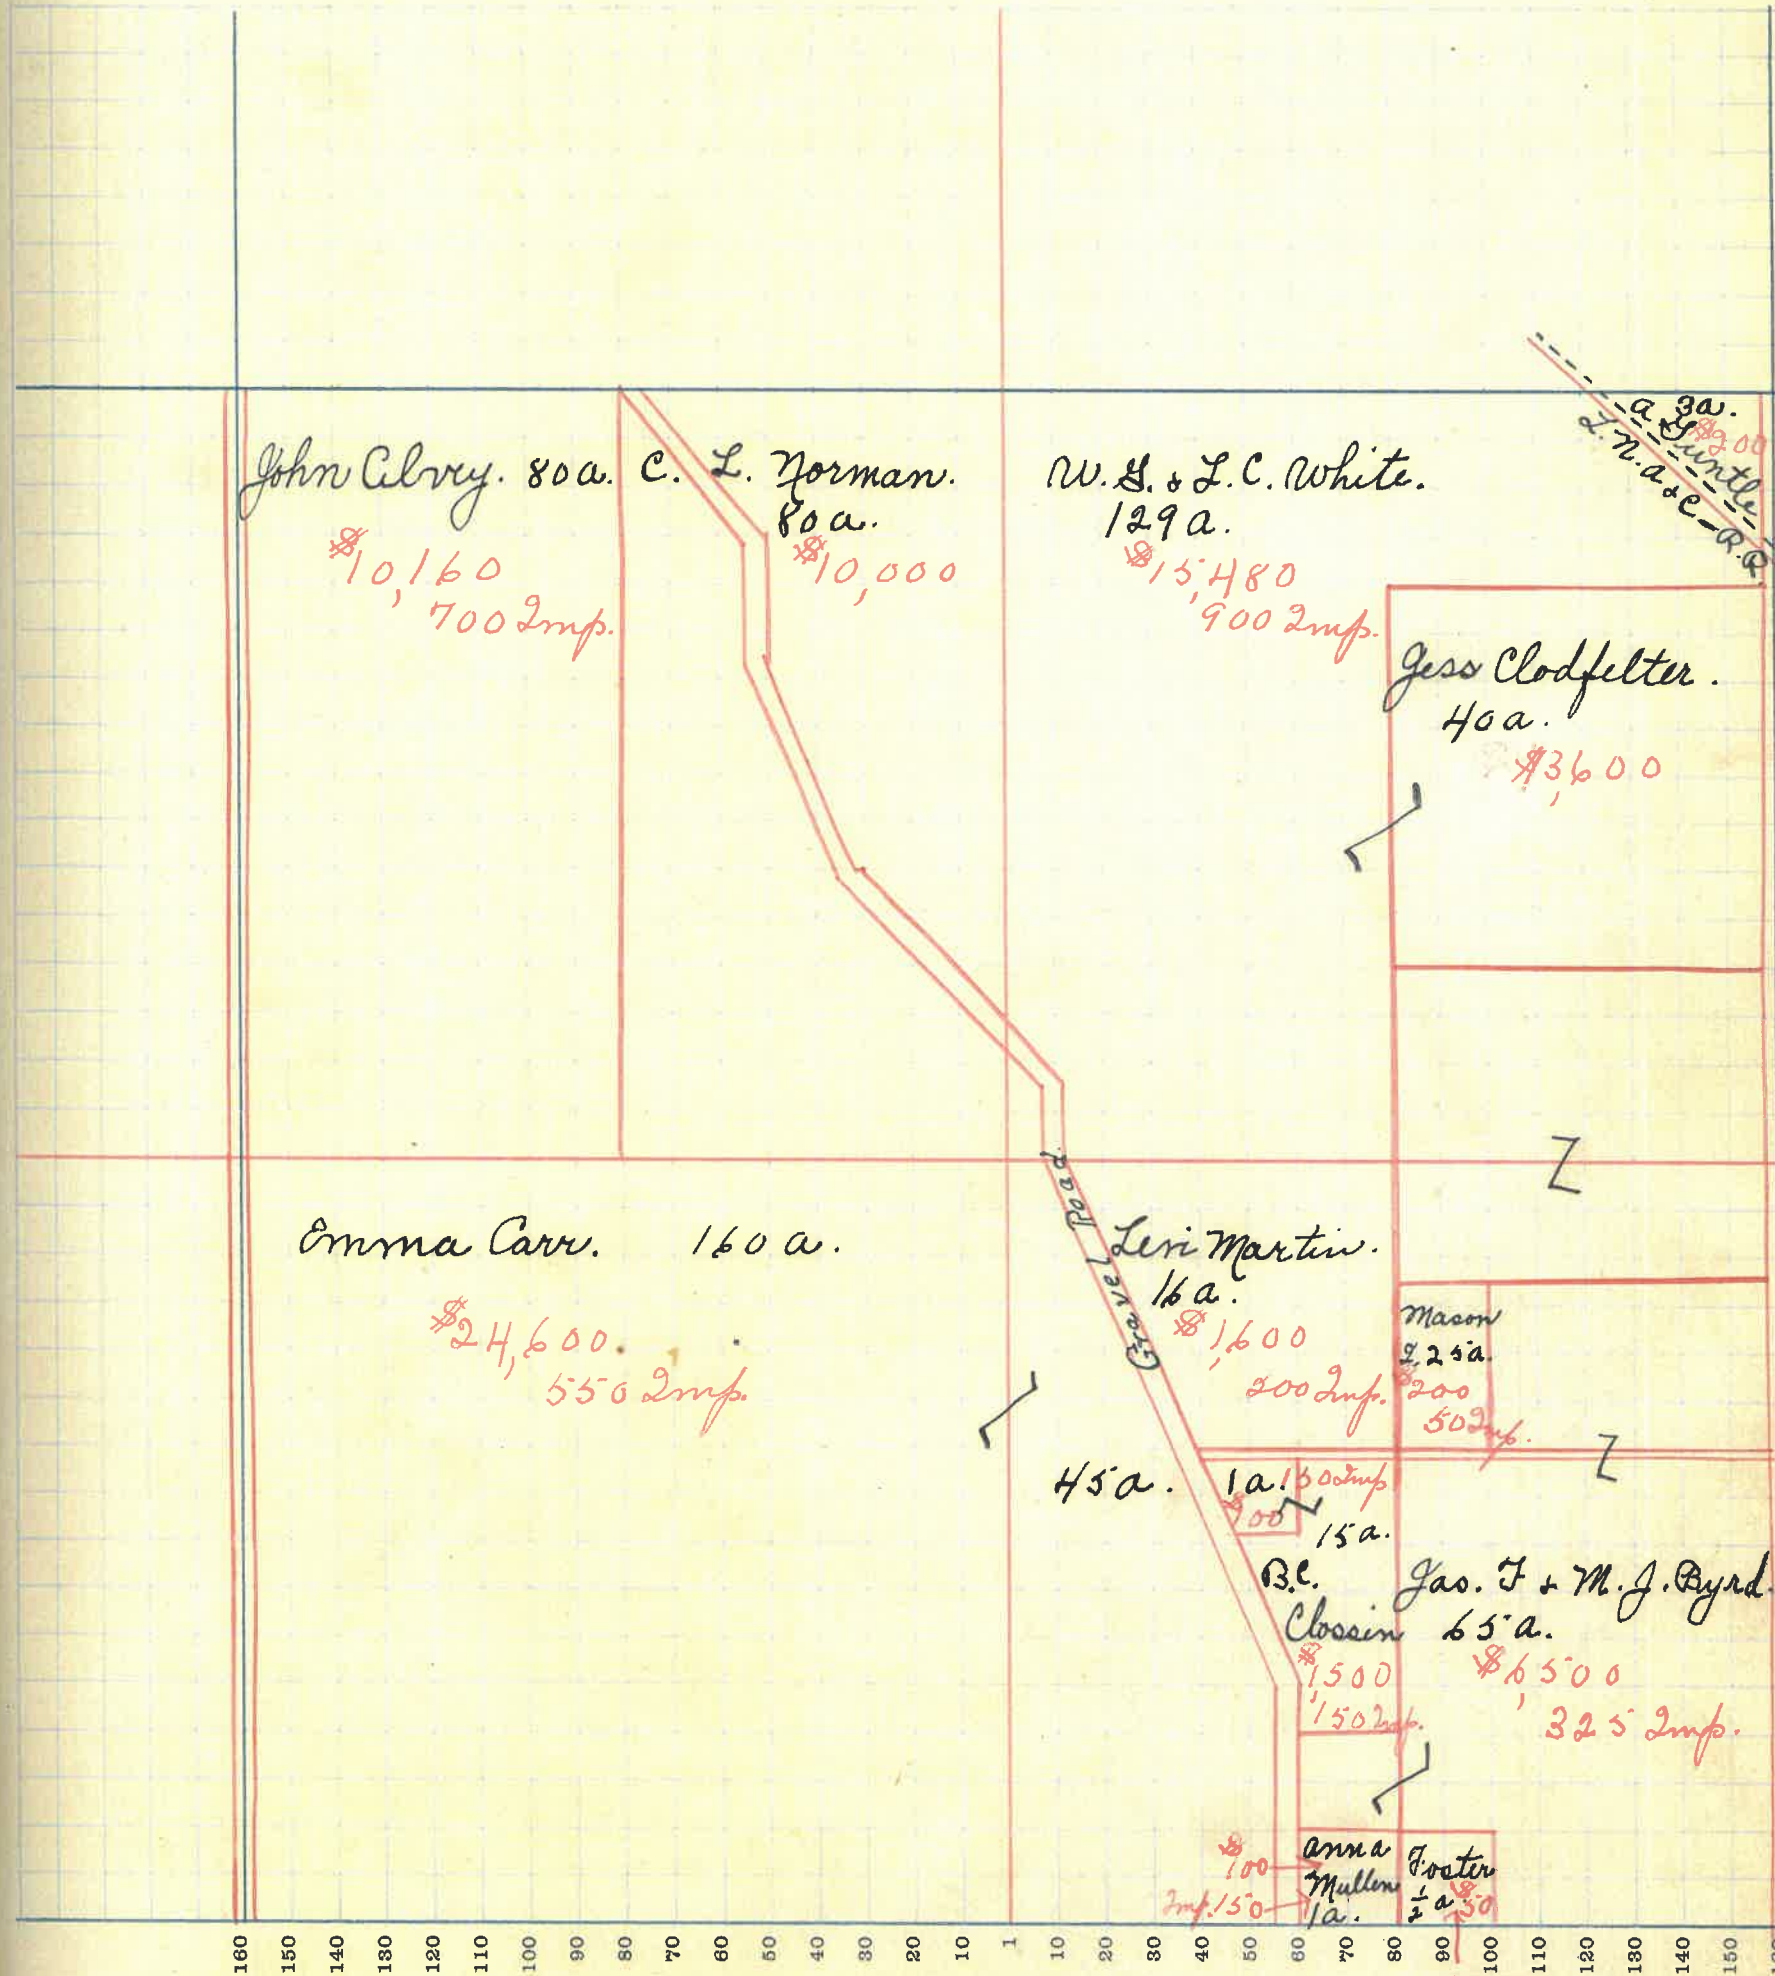 John Alvey. 80a.
$10,160
700 Imp.
C. L. Norman.
80a.
$10,000
W. G. & L. C. White.
129a.
$15,480
900 Imp.
3a.
$200
A. Guntle
L. N. A & C - R. R.
Jess Clodfelter.
40a.
$3,600
Gravel Road
Emma Carr. 160a.
$24,600.
550 Imp.
Levi Martin.
16a.
$1,600
200 Imp.
Mason
2.25a.
$200
50 Imp.
45a.
1a. 150 Imp
$100
15a.
B.C.
Clossin
$1,500
150 Imp.
Jas. F & M. J. Byrd.
65a.
$6,500
325 Imp.
$100
Imp. 150
Anna
Mullen
1a.
Foster
1/2 a
$50
160 150 140 130 120 110 100 90 80 70 60 50 40 30 20 10 1 10 20 30 40 50 60 70 80 90 100 110 120 130 140 150